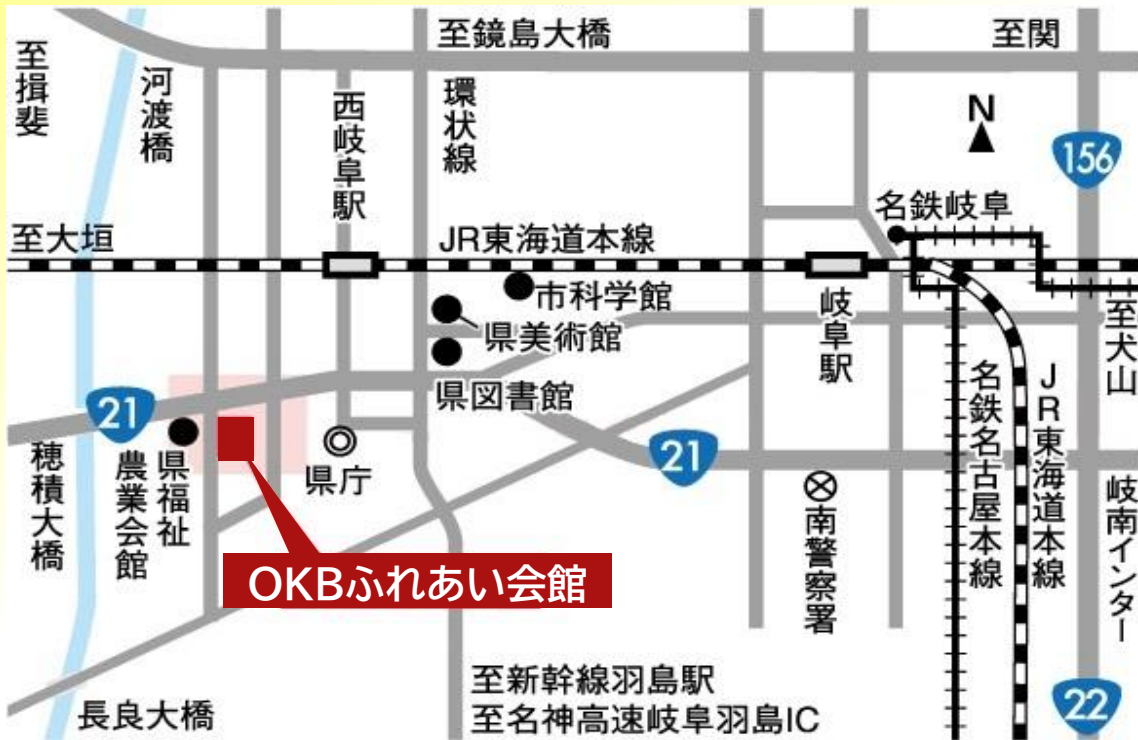 至鏡島大橋
至関
至揖斐
河渡橋
西岐阜駅
環状線
N
156
名鉄岐阜
至大垣
JR東海道本線
市科学館
県美術館
県図書館
岐阜駅
至犬山
21
県福祉
農業会館
穂積大橋
県庁
21
南警察署
名鉄名古屋本線
JR東海道本線
岐南インター
OKBふれあい会館
長良大橋
至新幹線羽島駅
至名神高速岐阜羽島IC
22